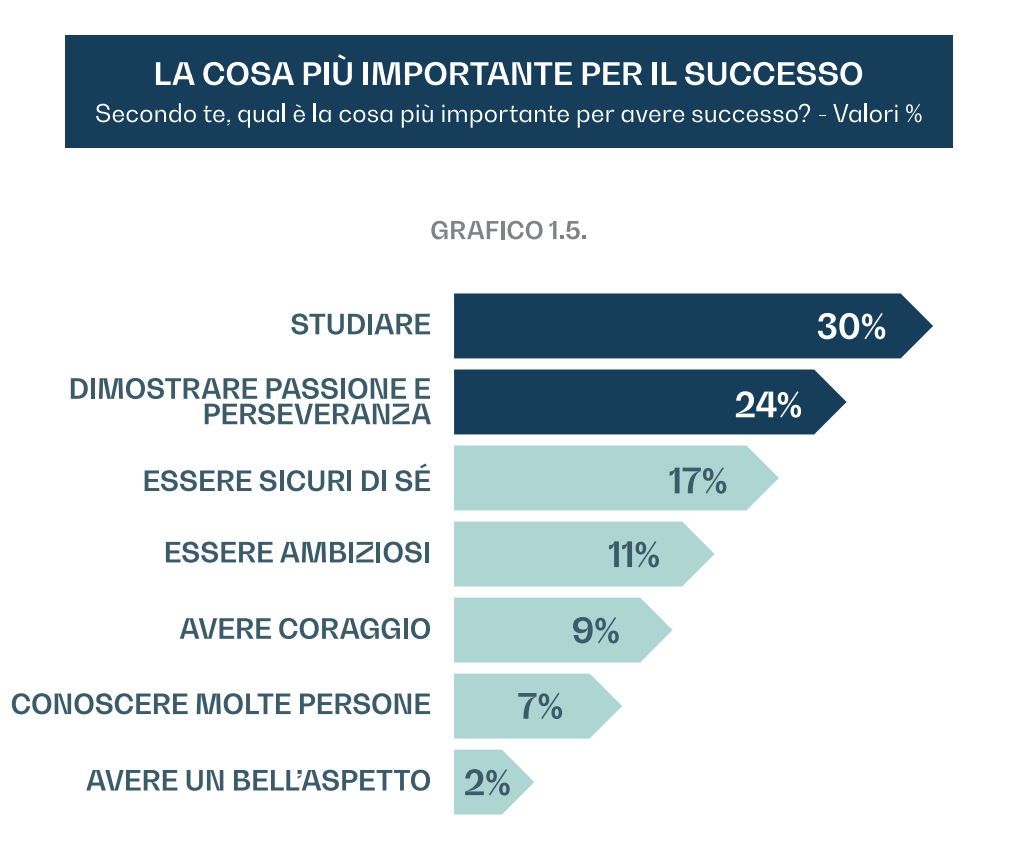 LA COSA PIÙ IMPORTANTE PER IL SUCCESSO
Secondo te, qual è la cosa più importante per avere successo? - Valori %
GRAFICO 1.5.
STUDIARE
30%
DIMOSTRARE PASSIONE E
PERSEVERANZA
24%
ESSERE SICURI DI SÉ
17%
ESSERE AMBIZIOSI
11%
AVERE CORAGGIO
9%
CONOSCERE MOLTE PERSONE
7%
AVERE UN BELL’ASPETTO
2%